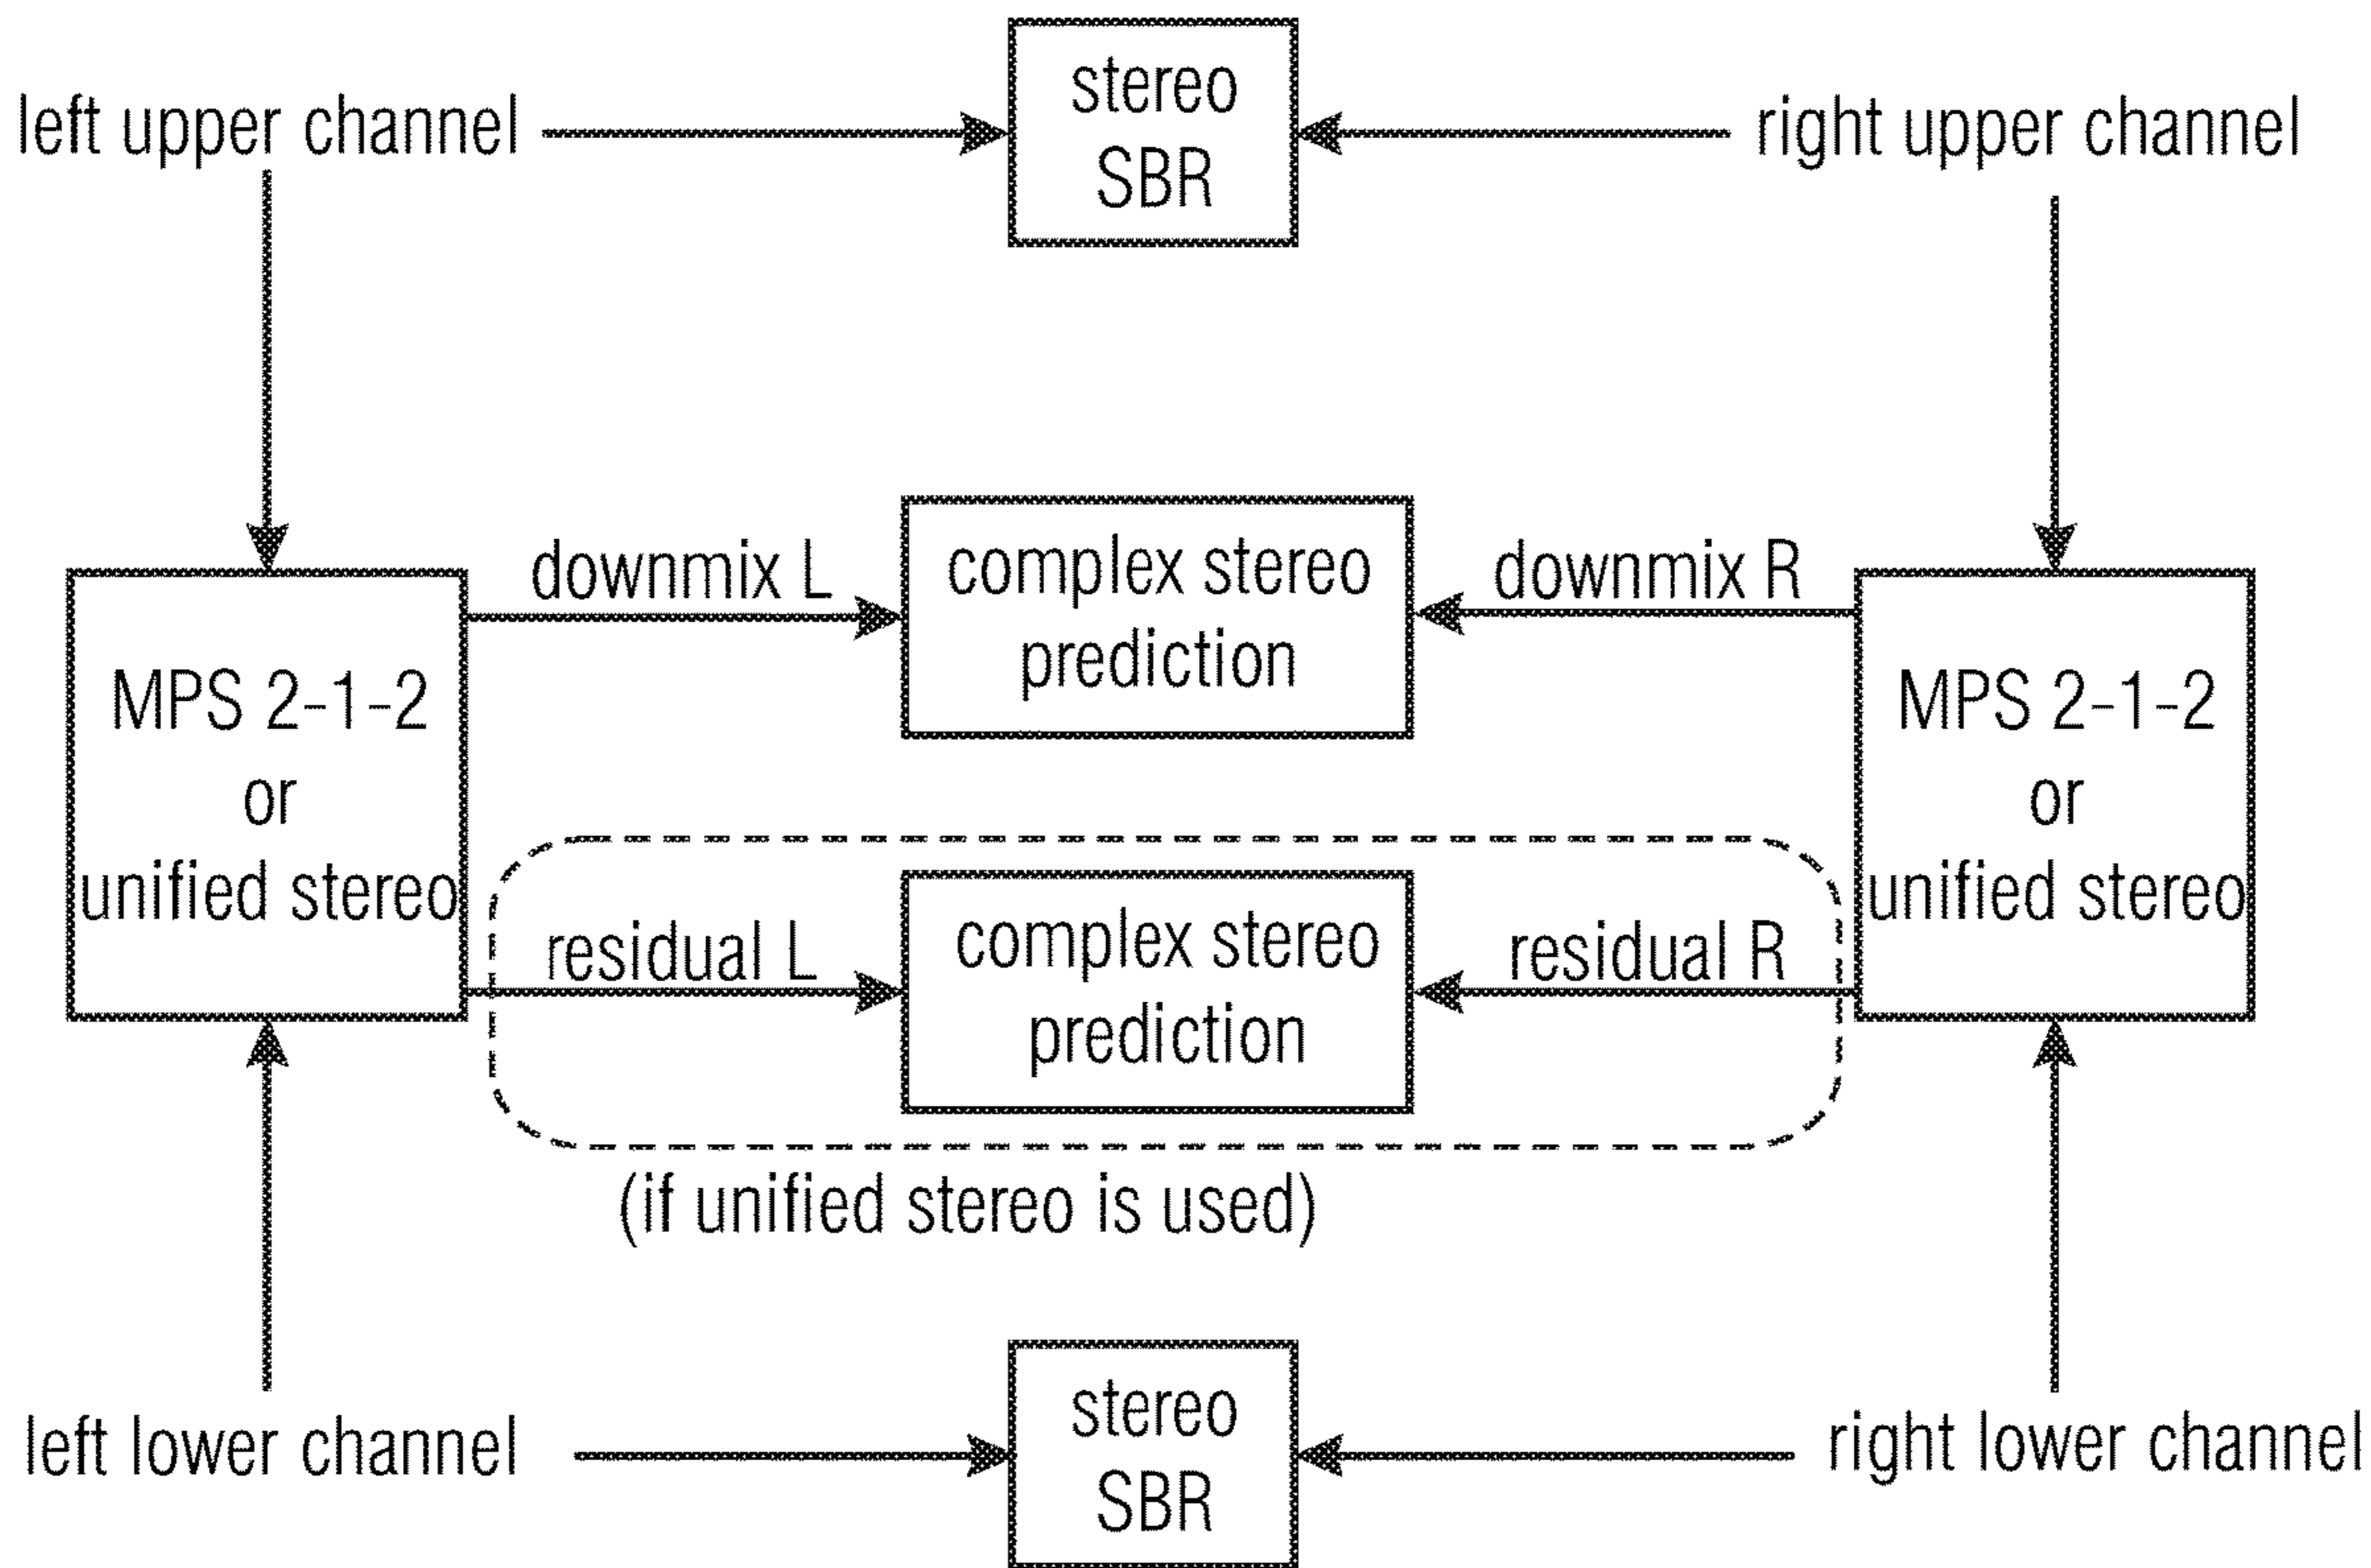 stereo
SBR
left upper channel
right upper channel
downmix L
complex stereo
prediction
downmix R
MPS 2-1-2
or
unified stereo
MPS 2-1-2
or
unified stereo
residual L
complex stereo
prediction
residual R
(if unified stereo is used)
left lower channel
stereo
SBR
right lower channel